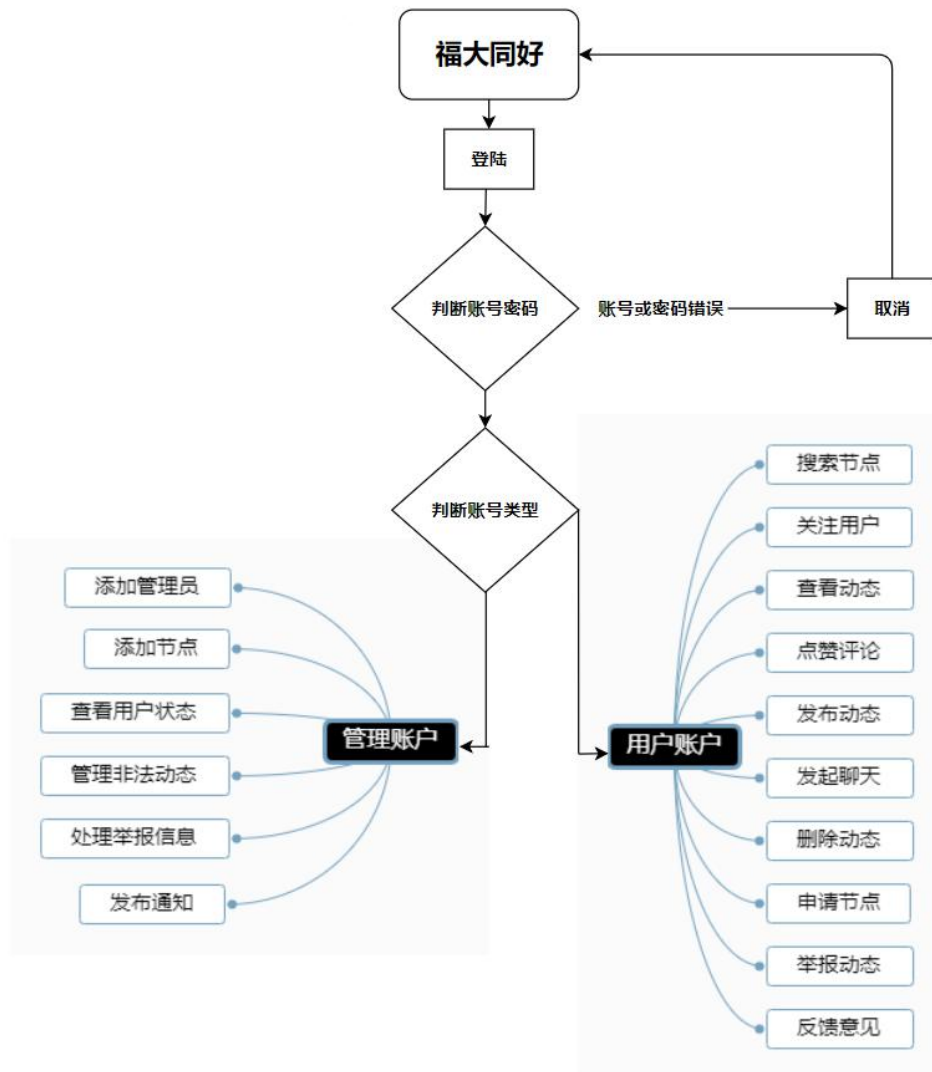 福大同好
登陆
判断账号密码
账号或密码错误
取消
判断账号类型
添加管理员
添加节点
查看用户状态
管理非法动态
处理举报信息
发布通知
管理账户
用户账户
搜索节点
关注用户
查看动态
点赞评论
发布动态
发起聊天
删除动态
申请节点
举报动态
反馈意见